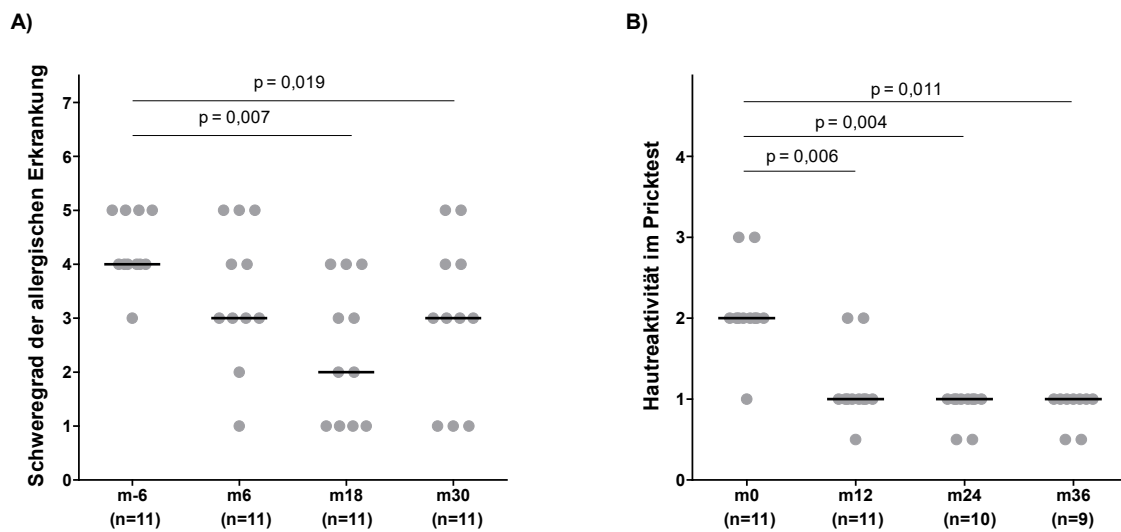 A)
Schweregrad der allergischen Erkrankung
7
6
5
4
3
2
1
0
p = 0,019
p = 0,007
m-6
m6
m18
m30
(n=11)
(n=11)
(n=11)
(n=11)
B)
Hautreaktivität im Pricktest
4
3
2
1
0
p = 0,011
p = 0,004
p = 0,006
m0
m12
m24
m36
(n=11)
(n=11)
(n=10)
(n=9)